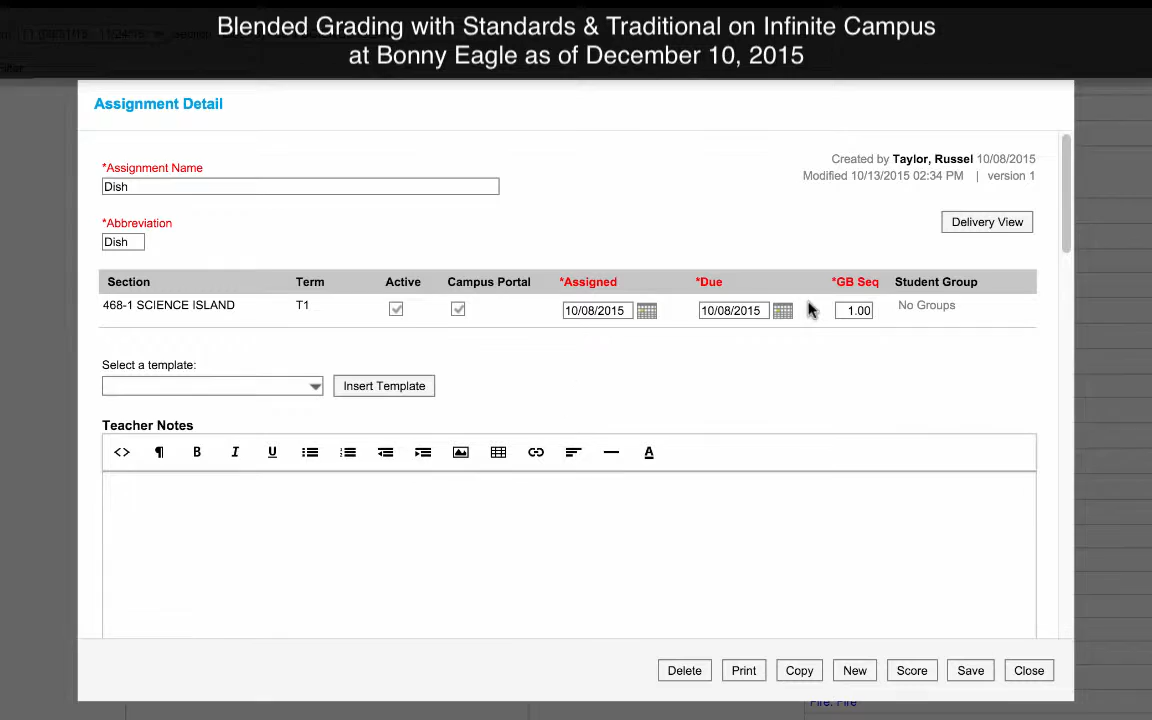 Blended Grading with Standards & Traditional on Infinite Campus
at Bonny Eagle as of December 10, 2015
Assignment Detail
Created by Taylor, Russel 10/08/2015
*Assignment Name
Modified 10/13/2015 02:34 PM | version 1
Dish
*Abbreviation
Delivery View
Dish
Section Term Active Campus Portal *Assigned *Due *GB Seq Student Group
468-1 SCIENCE ISLAND T1 10/08/2015 10/08/2015 1.00 No Groups
Select a template:
Insert Template
Teacher Notes
<> ¶ B I U A
Delete Print Copy New Score Save Close
Fire: Fire